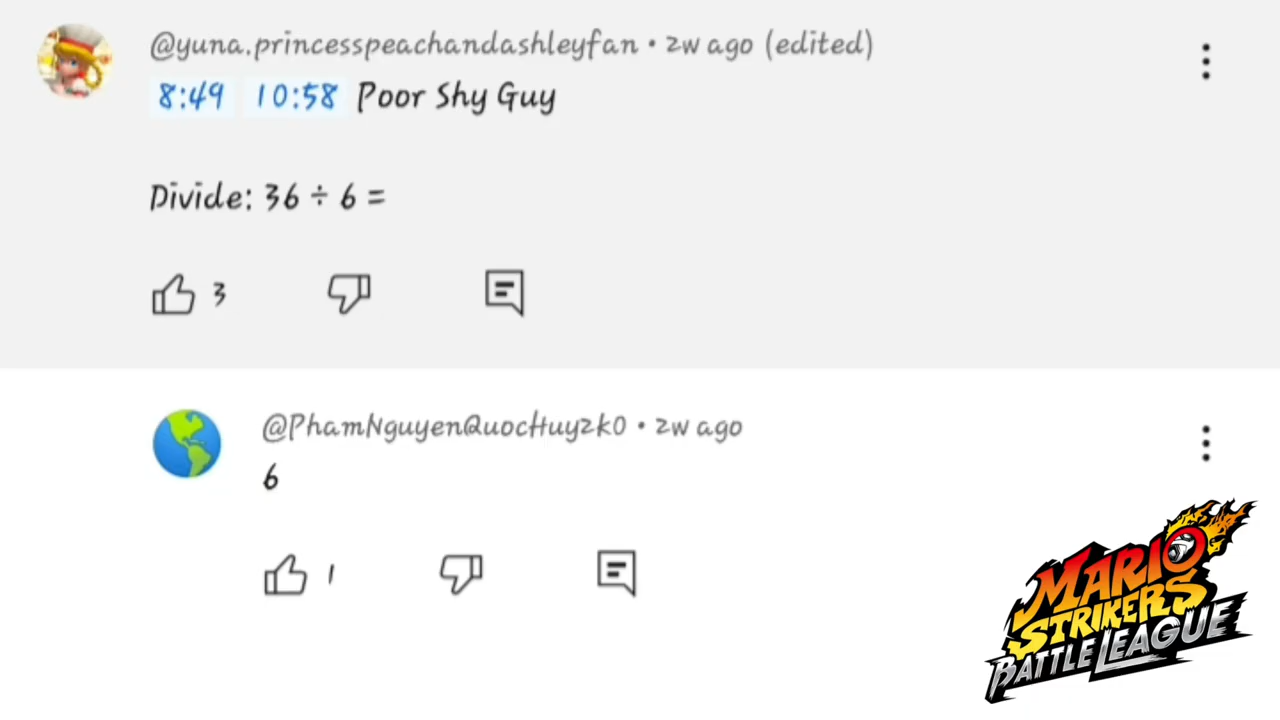 @yuna.princesspeachandashleyfan • 2w ago (edited)
8:49 10:58 Poor Shy Guy
Divide: 36 ÷ 6 =
3
@PhamNguyenQuocHuyzk0 • 2w ago
6
1
MARIO
STRIKERS
BATTLE LEAGUE